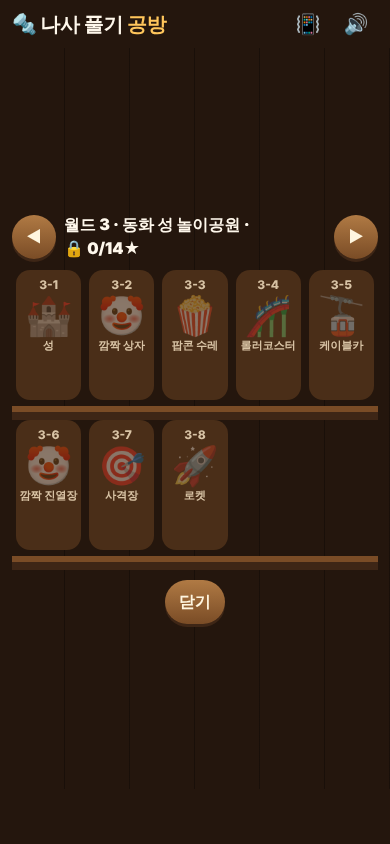 나사 풀기 공방
월드 3 · 동화 성 놀이공원 ·
0/14★
3-1
성
3-2
깜짝 상자
3-3
팝콘 수레
3-4
롤러코스터
3-5
케이블카
3-6
깜짝 진열장
3-7
사격장
3-8
로켓
닫기